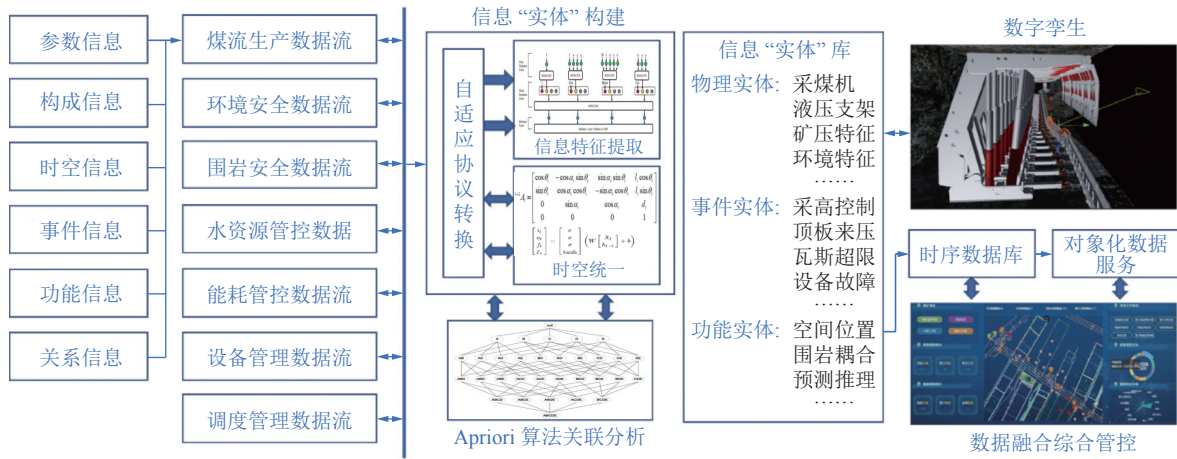 参数信息
构成信息
时空信息
事件信息
功能信息
关系信息
煤流生产数据流
环境安全数据流
围岩安全数据流
水资源管控数据
能耗管控数据流
设备管理数据流
调度管理数据流
信息 “实体” 构建
自适应协议转换
信息特征提取
时空统一
Apriori 算法关联分析
信息 “实体” 库
物理实体: 采煤机
液压支架
矿压特征
环境特征
……
事件实体: 采高控制
顶板来压
瓦斯超限
设备故障
……
功能实体: 空间位置
围岩耦合
预测推理
……
数字孪生
时序数据库
对象化数据
服务
数据融合综合管控